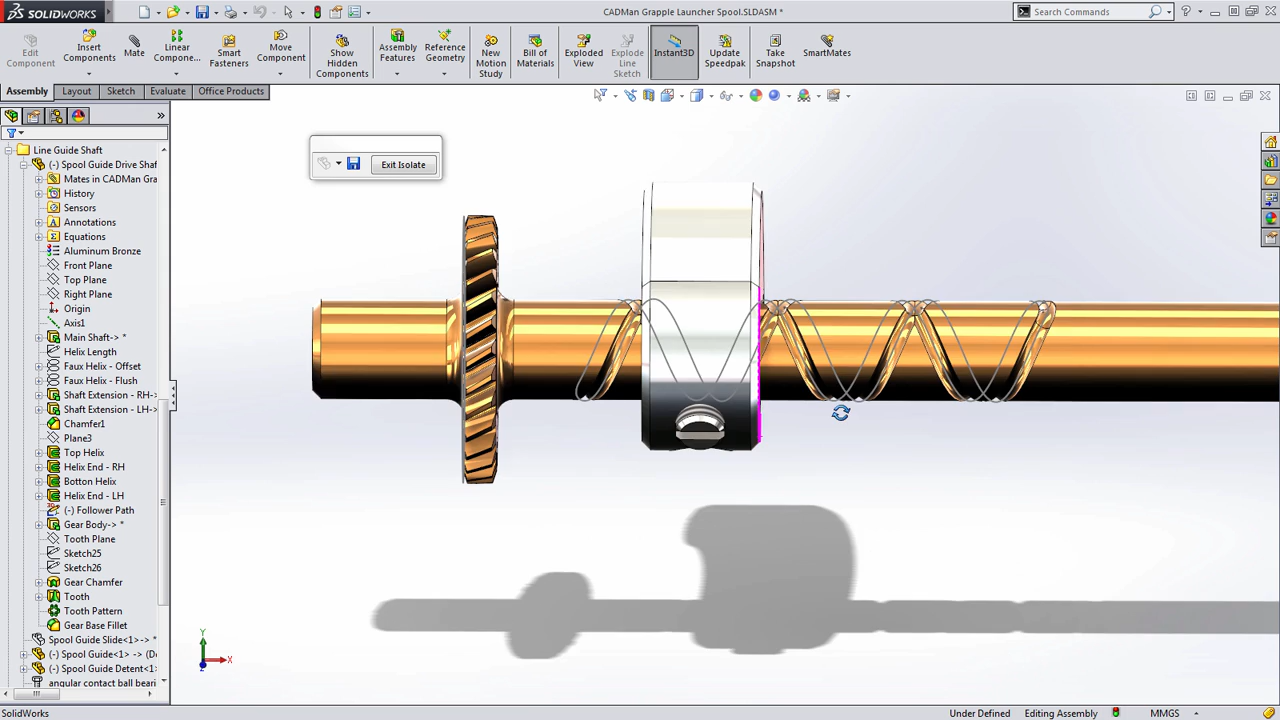 SOLIDWORKS
CADMan Grapple Launcher Spool.SLDASM *
Search Commands
Edit
Component
Insert
Components
Mate
Linear
Compone...
Smart
Fasteners
Move
Component
Show
Hidden
Components
Assembly
Features
Reference
Geometry
New
Motion
Study
Bill of
Materials
Exploded
View
Explode
Line
Sketch
Instant3D
Update
Speedpak
Take
Snapshot
SmartMates
Assembly
Layout
Sketch
Evaluate
Office Products
Exit Isolate
Line Guide Shaft
(-) Spool Guide Drive Shaf
Mates in CADMan Gra
History
Sensors
Annotations
Equations
Aluminum Bronze
Front Plane
Top Plane
Right Plane
Origin
Axis1
Main Shaft-> *
Helix Length
Faux Helix - Offset
Faux Helix - Flush
Shaft Extension - RH->
Shaft Extension - LH->
Chamfer1
Plane3
Top Helix
Helix End - RH
Botton Helix
Helix End - LH
(-) Follower Path
Gear Body-> *
Tooth Plane
Sketch25
Sketch26
Gear Chamfer
Tooth
Tooth Pattern
Gear Base Fillet
Spool Guide Slide<1>-> *
(-) Spool Guide<1> -> (De
(-) Spool Guide Detent<1>
angular contact ball beari
Y
X
Z
SolidWorks
Under Defined
Editing Assembly
MMGS